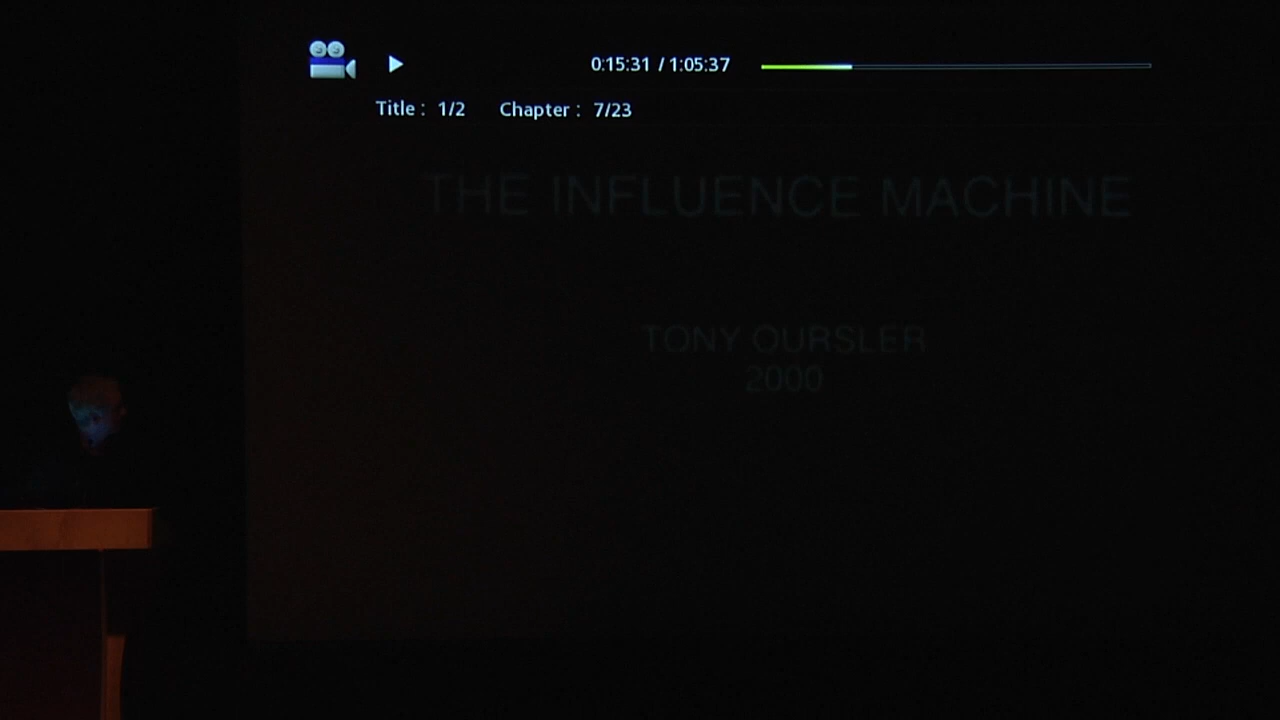 0:15:31 / 1:05:37
Title : 1/2 Chapter : 7/23
THE INFLUENCE MACHINE
TONY OURSLER
2000